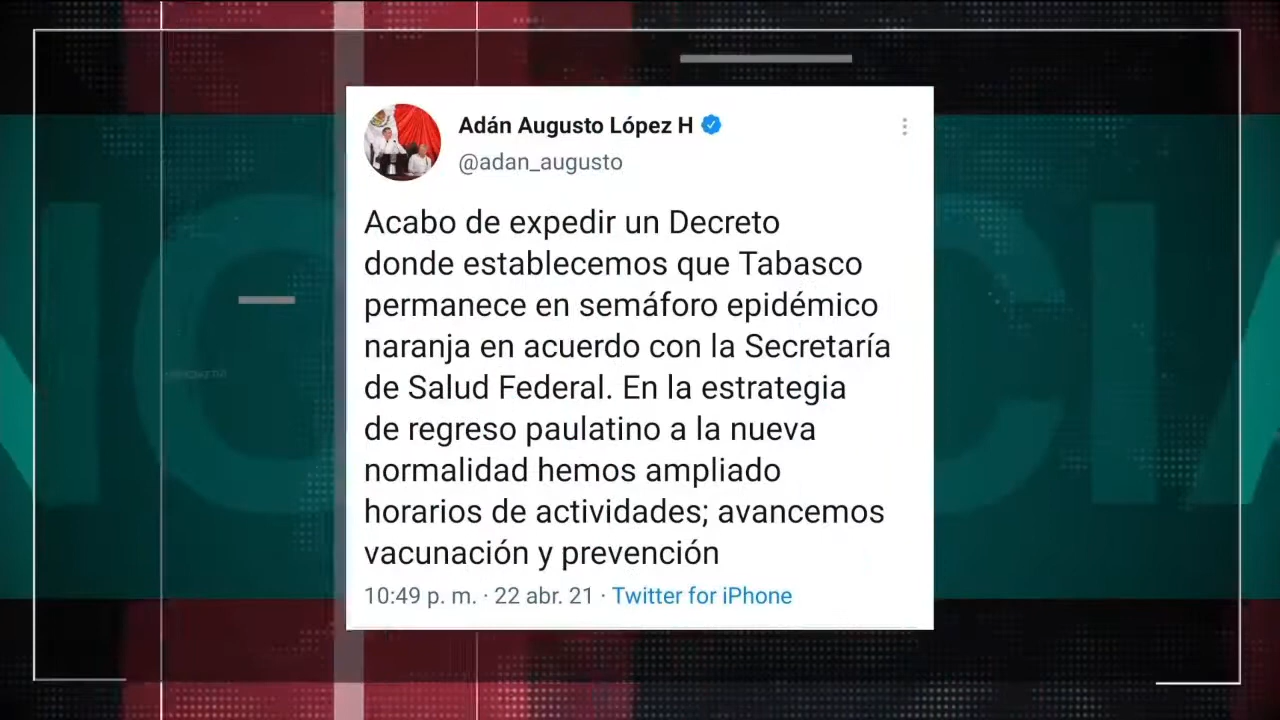 Adán Augusto López H
@adan_augusto
Acabo de expedir un Decreto
donde establecemos que Tabasco
permanece en semáforo epidémico
naranja en acuerdo con la Secretaría
de Salud Federal. En la estrategia
de regreso paulatino a la nueva
normalidad hemos ampliado
horarios de actividades; avancemos
vacunación y prevención
10:49 p. m. · 22 abr. 21 · Twitter for iPhone